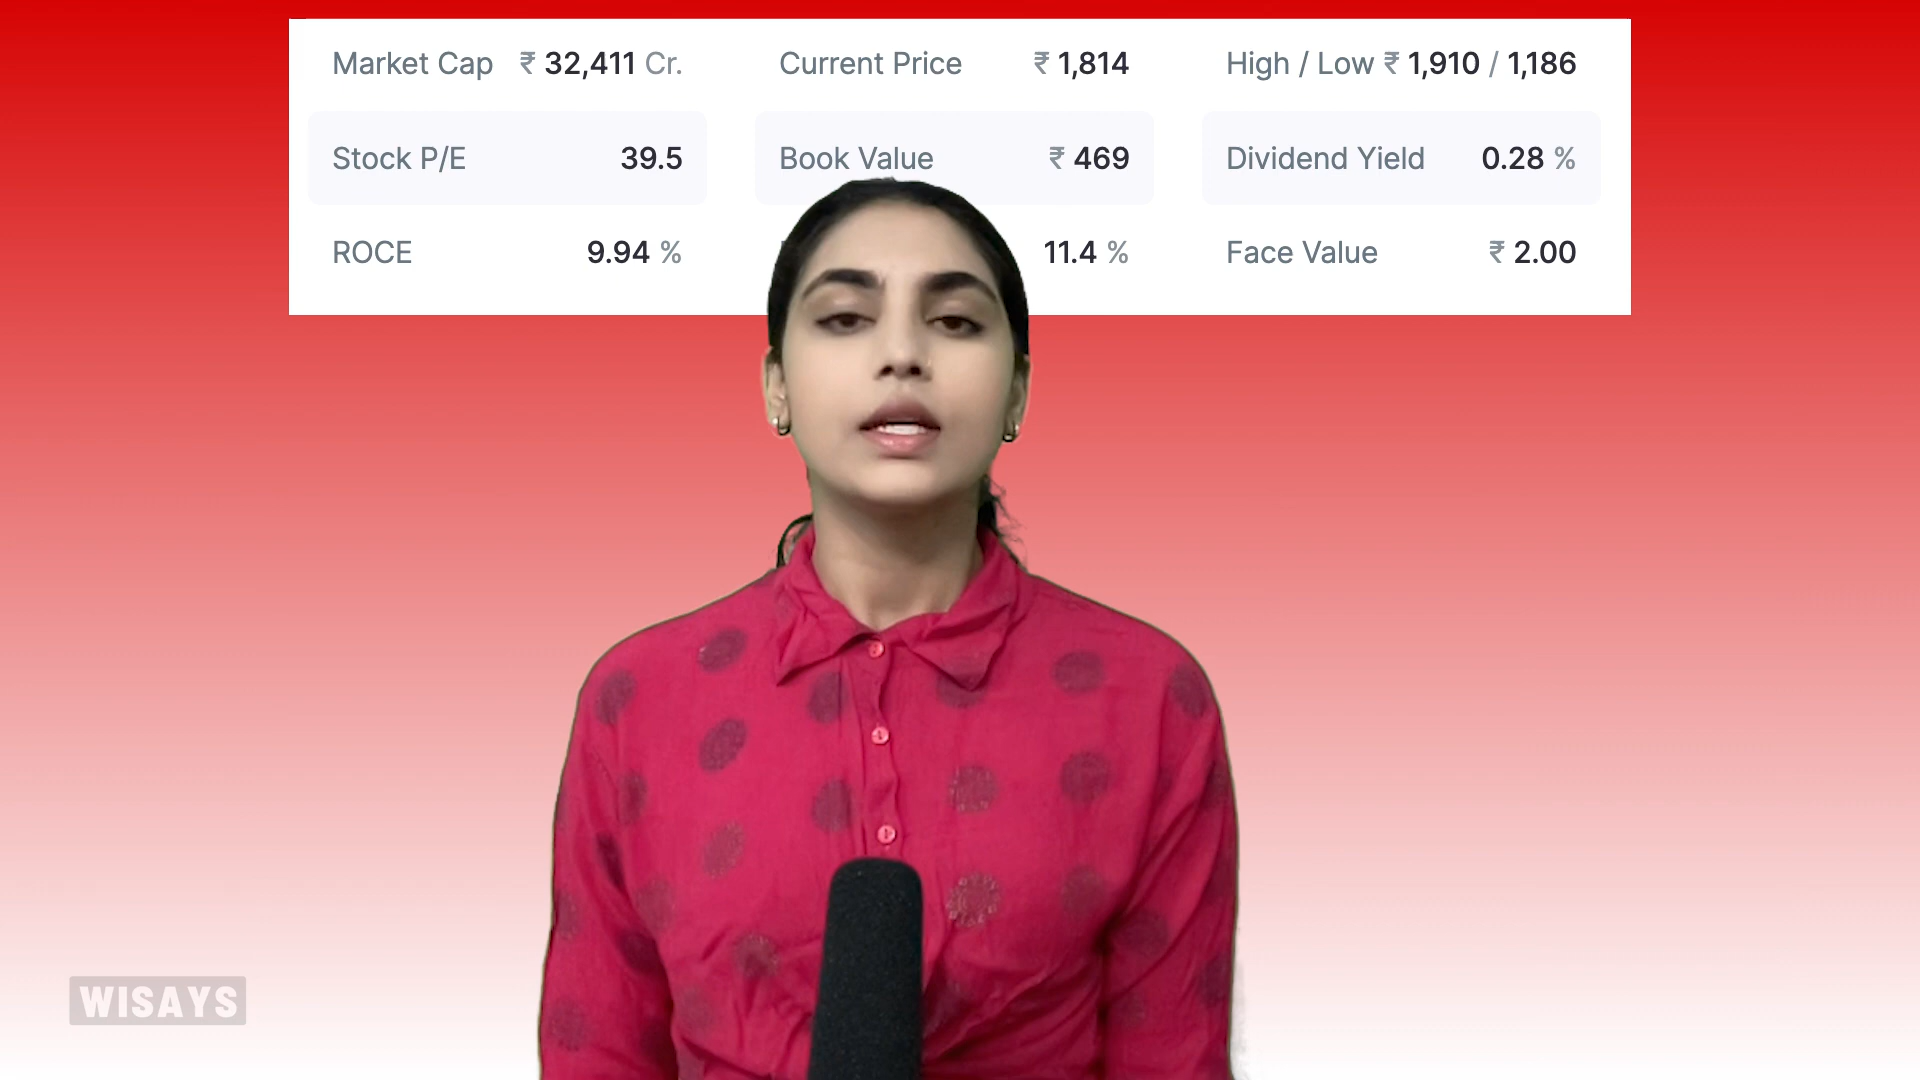 Market Cap ₹ 32,411 Cr. Current Price ₹ 1,814 High / Low ₹ 1,910 / 1,186
Stock P/E 39.5 Book Value ₹ 469 Dividend Yield 0.28 %
ROCE 9.94 % 11.4 % Face Value ₹ 2.00
WISAYS